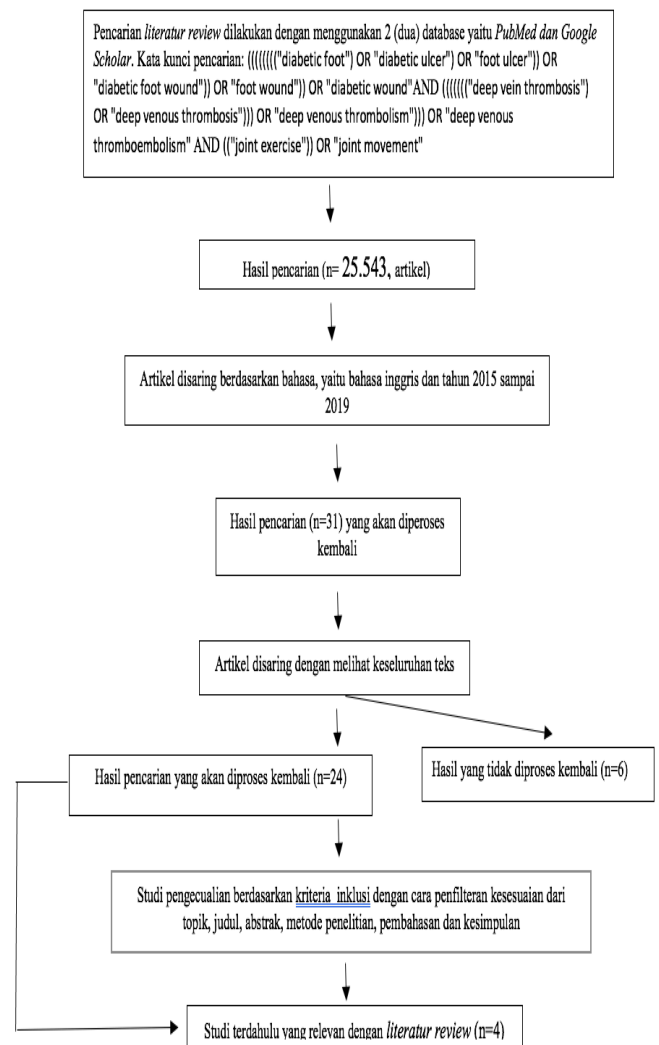 Pencarian literatur review dilakukan dengan menggunakan 2 (dua) database yaitu PubMed dan Google
Scholar. Kata kunci pencarian: (((((((("diabetic foot") OR "diabetic ulcer") OR "foot ulcer")) OR
"diabetic foot wound")) OR "foot wound")) OR "diabetic wound"AND ((((((("deep vein thrombosis")
OR "deep venous thrombosis"))) OR "deep venous thrombolism"))) OR "deep venous
thromboembolism" AND (("joint exercise")) OR "joint movement"
Hasil pencarian (n= 25.543, artikel)
Artikel disaring berdasarkan bahasa, yaitu bahasa inggris dan tahun 2015 sampai
2019
Hasil pencarian (n=31) yang akan diperoses
kembali
Artikel disaring dengan melihat keseluruhan teks
Hasil pencarian yang akan diproses kembali (n=24)
Hasil yang tidak diproses kembali (n=6)
Studi pengecualian berdasarkan kriteria inklusi dengan cara penfilteran kesesuaian dari
topik, judul, abstrak, metode penelitian, pembahasan dan kesimpulan
Studi terdahulu yang relevan dengan literatur review (n=4)